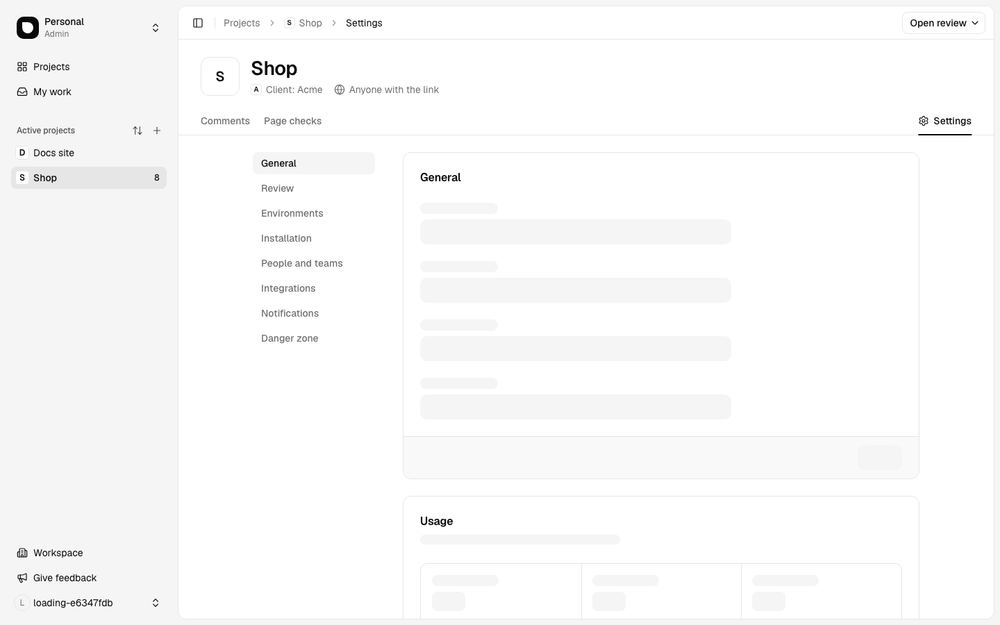 Personal
Admin
Projects
My work
Active projects
D Docs site
S Shop 8
Workspace
Give feedback
L loading-e6347fdb
Projects > S Shop > Settings
Open review
S
Shop
A Client: Acme Anyone with the link
Comments Page checks Settings
General
Review
Environments
Installation
People and teams
Integrations
Notifications
Danger zone
General
Usage